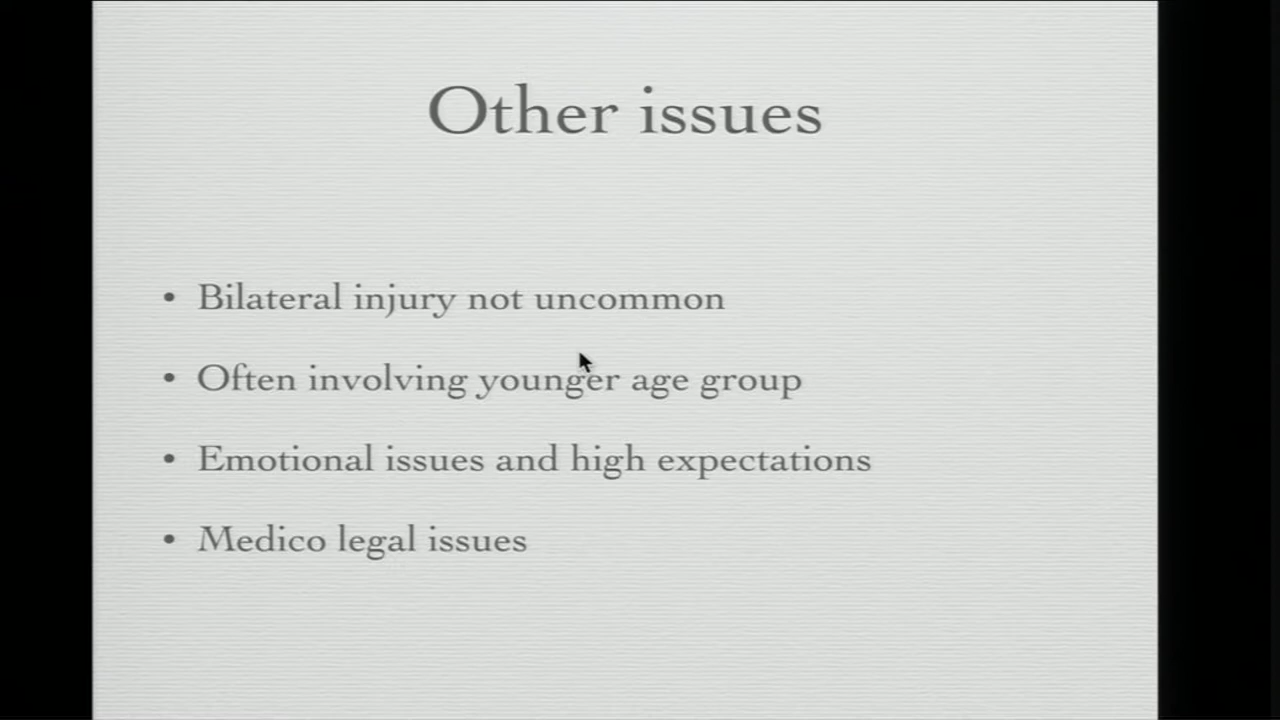 Other issues
• Bilateral injury not uncommon
• Often involving younger age group
• Emotional issues and high expectations
• Medico legal issues